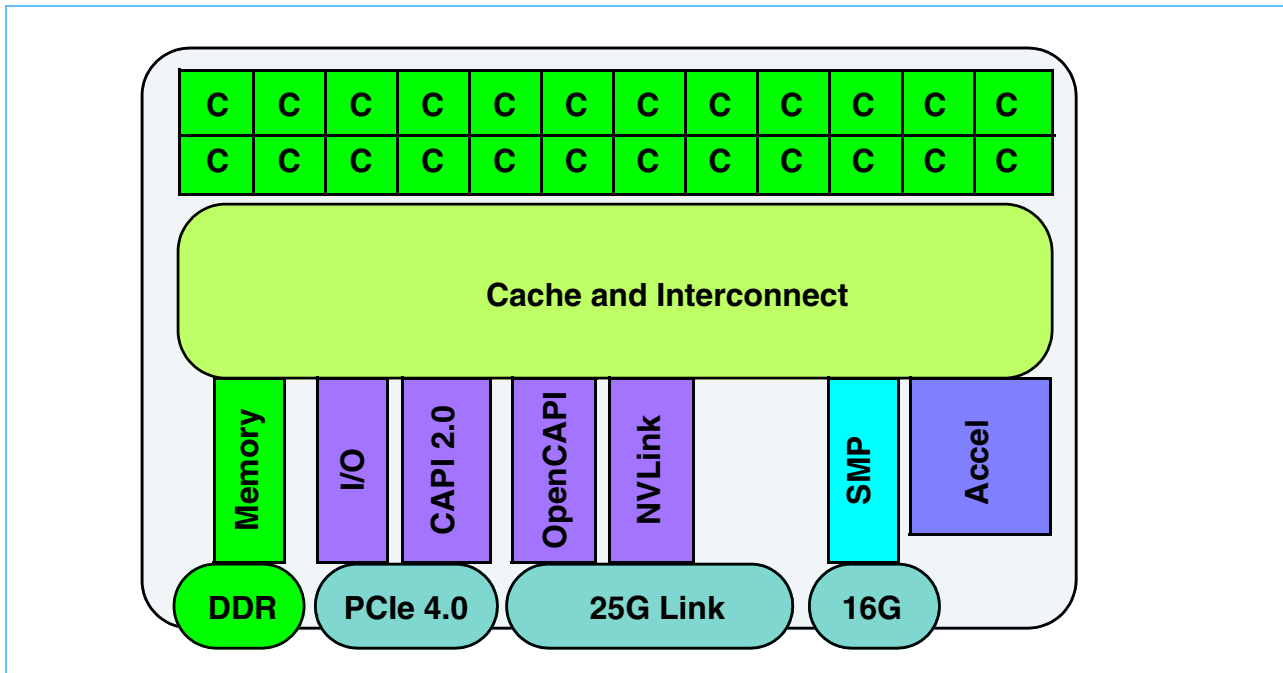 C C C C C C C C C C C C
C C C C C C C C C C C C
Cache and Interconnect
Memory
I/O
CAPI 2.0
OpenCAPI
NVLink
SMP
Accel
DDR
PCIe 4.0
25G Link
16G